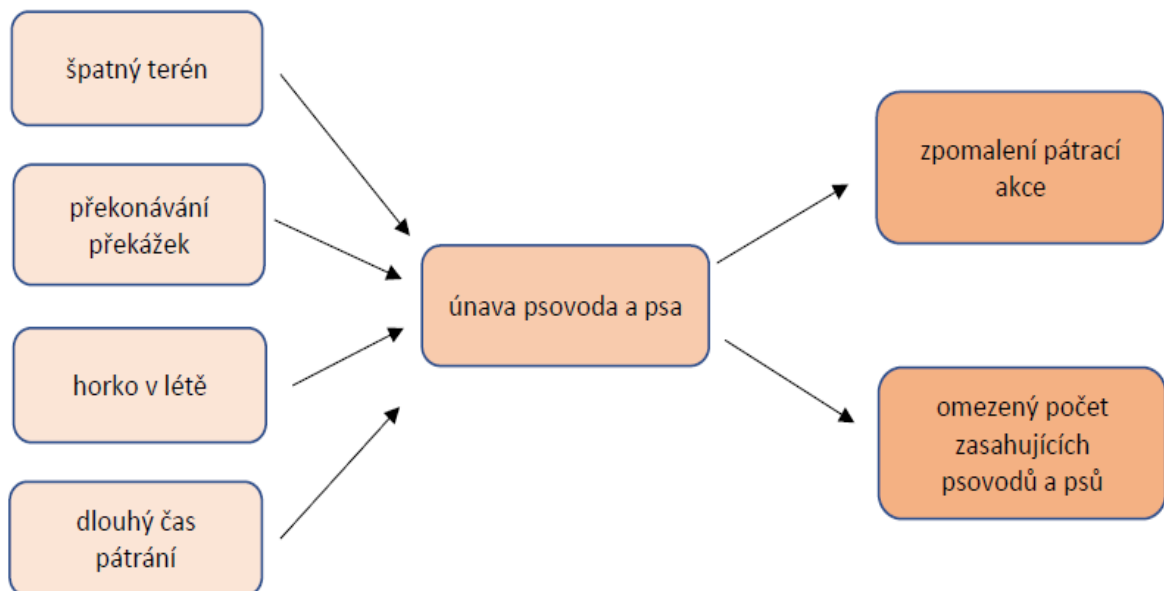 špatný terén
překonávání
překážek
horko v létě
dlouhý čas
pátrání
únava psovoda a psa
zpomalení pátrací
akce
omezený počet
zasahujících
psovodů a psů